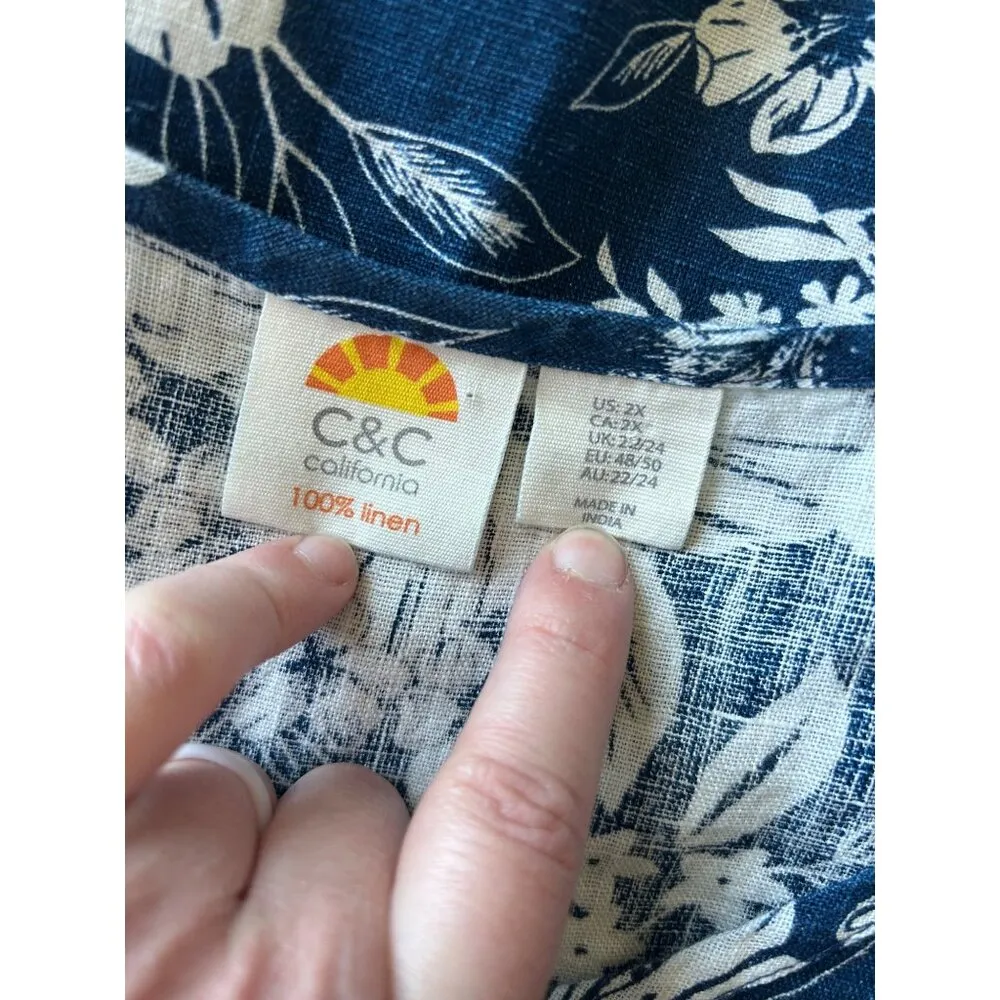 C&C
california
100% linen
US: 2X
CA: 2X
UK: 22/24
EU: 48/50
AU: 22/24
MADE IN
INDIA